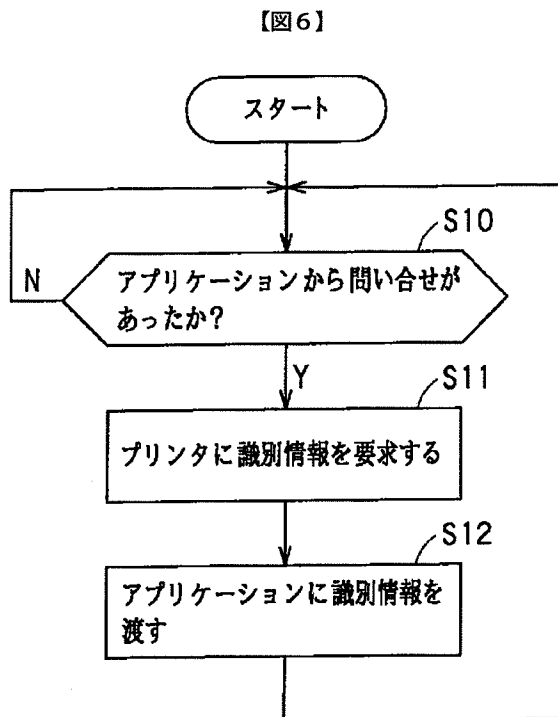 【図6】
スタート
S10
アプリケーションから問い合せが
あったか?
N
Y
S11
プリンタに識別情報を要求する
S12
アプリケーションに識別情報を
渡す